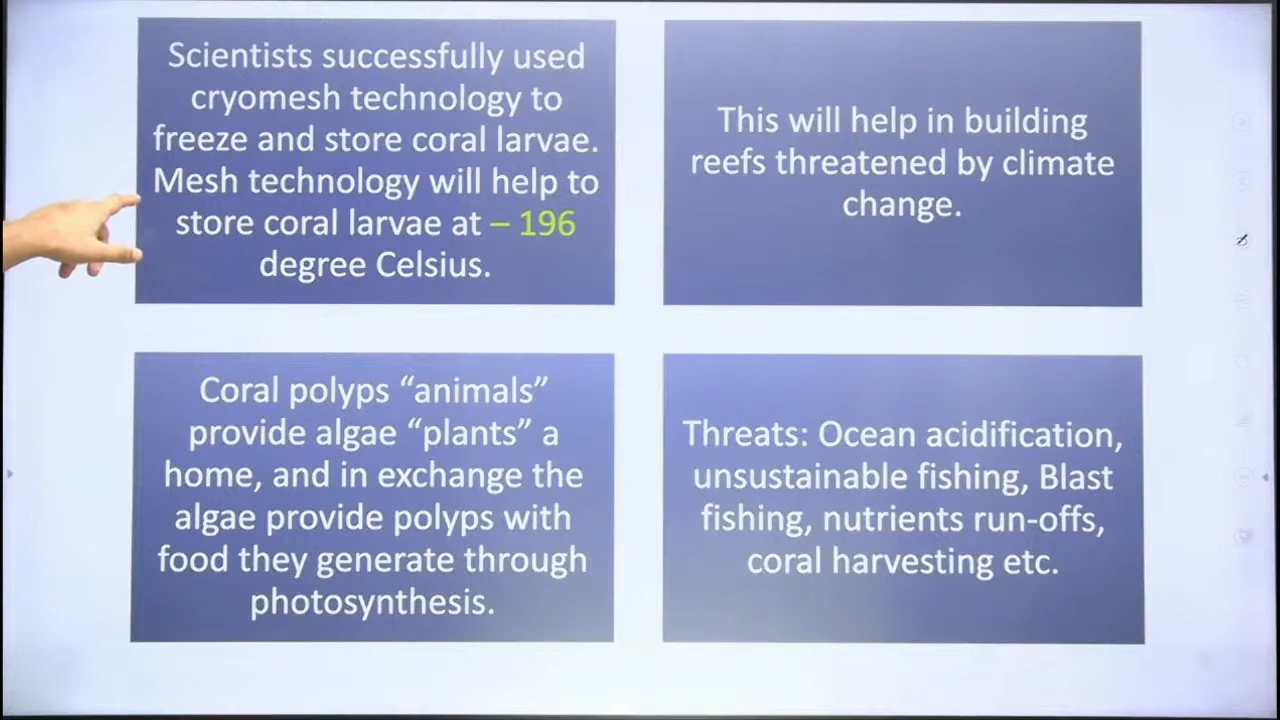 Scientists successfully used
cryomesh technology to
freeze and store coral larvae.
Mesh technology will help to
store coral larvae at – 196
degree Celsius.
This will help in building
reefs threatened by climate
change.
Coral polyps “animals”
provide algae “plants” a
home, and in exchange the
algae provide polyps with
food they generate through
photosynthesis.
Threats: Ocean acidification,
unsustainable fishing, Blast
fishing, nutrients run-offs,
coral harvesting etc.